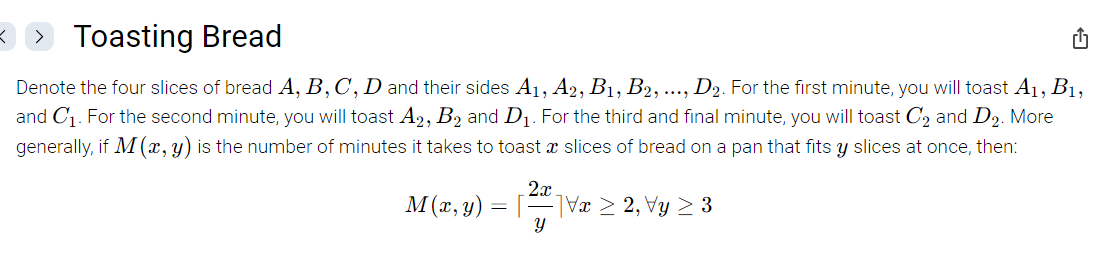 Toasting Bread
Denote the four slices of bread A, B, C, D and their sides A₁, A₂, B₁, B₂, ..., D₂. For the first minute, you will toast A₁, B₁,
and C₁. For the second minute, you will toast A₂, B₂ and D₁. For the third and final minute, you will toast C₂ and D₂. More
generally, if M(x, y) is the number of minutes it takes to toast x slices of bread on a pan that fits y slices at once, then:
M(x, y) = ⌈2x/y⌉∀x ≥ 2, ∀y ≥ 3